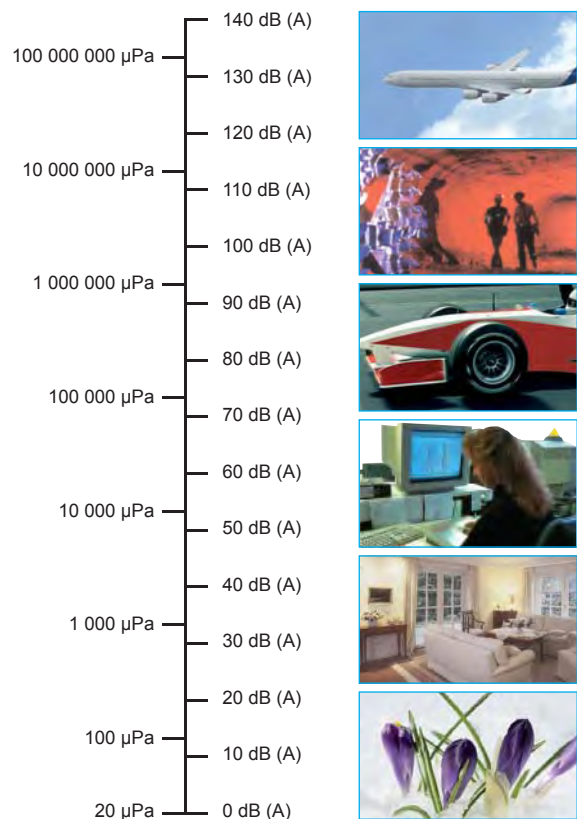 140 dB (A)
100 000 000 µPa
130 dB (A)
120 dB (A)
10 000 000 µPa
110 dB (A)
100 dB (A)
1 000 000 µPa
90 dB (A)
80 dB (A)
100 000 µPa
70 dB (A)
60 dB (A)
10 000 µPa
50 dB (A)
40 dB (A)
1 000 µPa
30 dB (A)
20 dB (A)
100 µPa
10 dB (A)
20 µPa 0 dB (A)